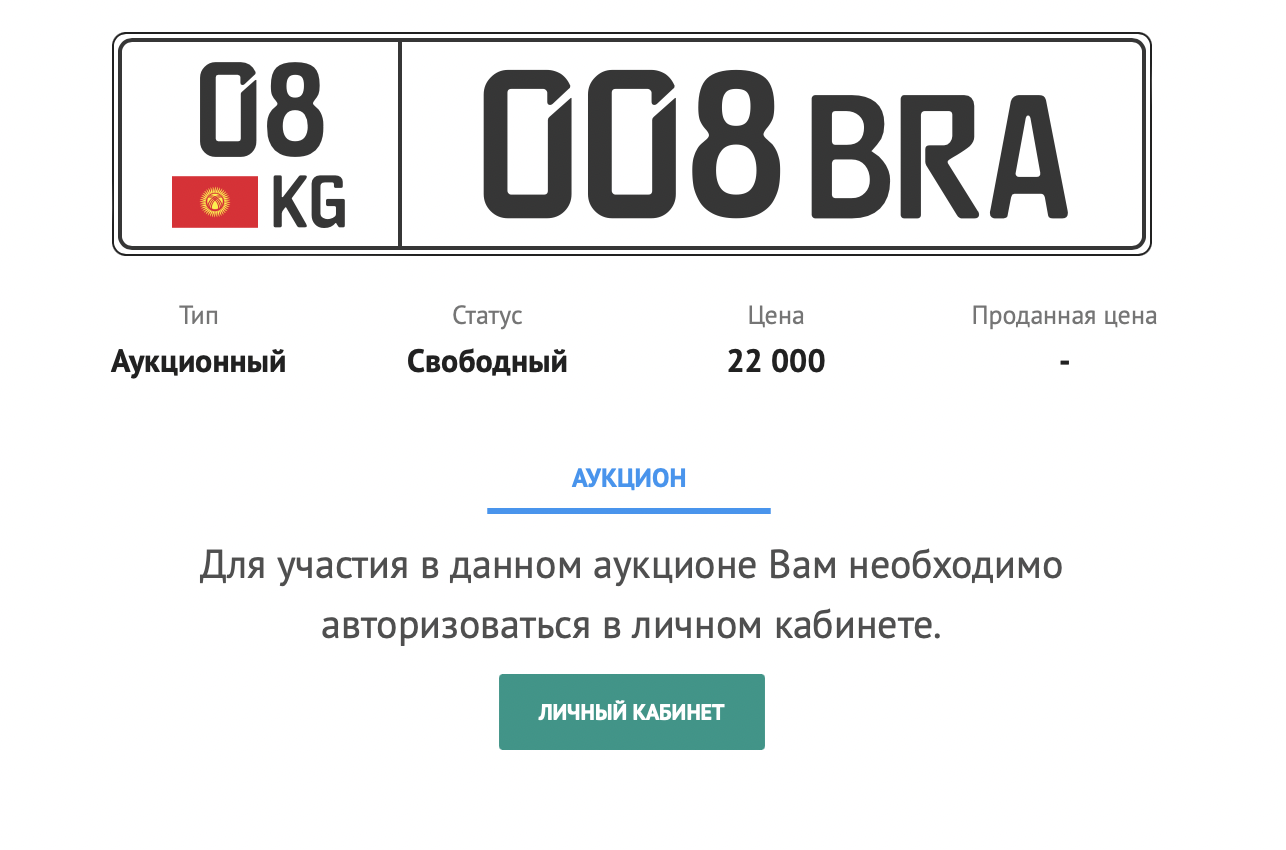 08
KG
008 BRA
Тип
Аукционный
Статус
Свободный
Цена
22 000
Проданная цена
-
АУКЦИОН
Для участия в данном аукционе Вам необходимо
авторизоваться в личном кабинете.
ЛИЧНЫЙ КАБИНЕТ